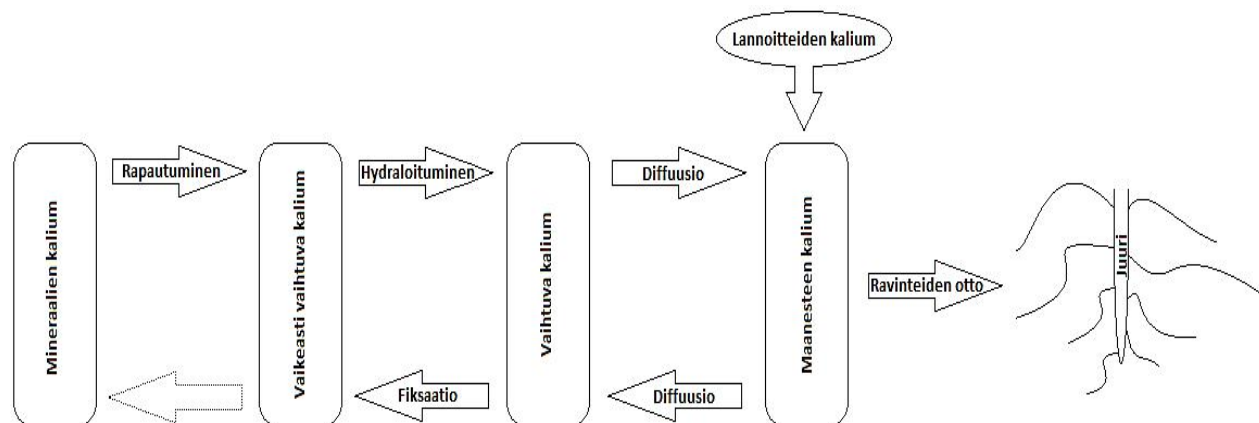 Lannoitteiden kalium
Mineraalien kalium
Rapautuminen
Vaikeasti vaihtuva kalium
Hydraloituminen
Vaihtuva kalium
Diffuusio
Maanesteen kalium
Ravinteiden otto
Juuri
Fiksaatio
Diffuusio